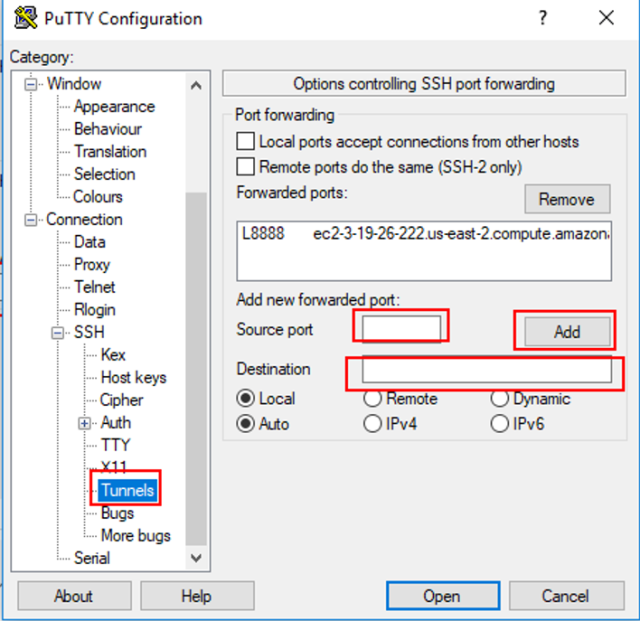 PuTTY Configuration ?
Category:
Window
Appearance
Behaviour
Translation
Selection
Colours
Connection
Data
Proxy
Telnet
Rlogin
SSH
Kex
Host keys
Cipher
Auth
TTY
X11
Tunnels
Bugs
More bugs
Serial
Options controlling SSH port forwarding
Port forwarding
Local ports accept connections from other hosts
Remote ports do the same (SSH-2 only)
Forwarded ports:
Remove
L8888 ec2-3-19-26-222.us-east-2.compute.amazon
Add new forwarded port:
Source port
Add
Destination
Local Remote Dynamic
Auto IPv4 IPv6
About Help Open Cancel